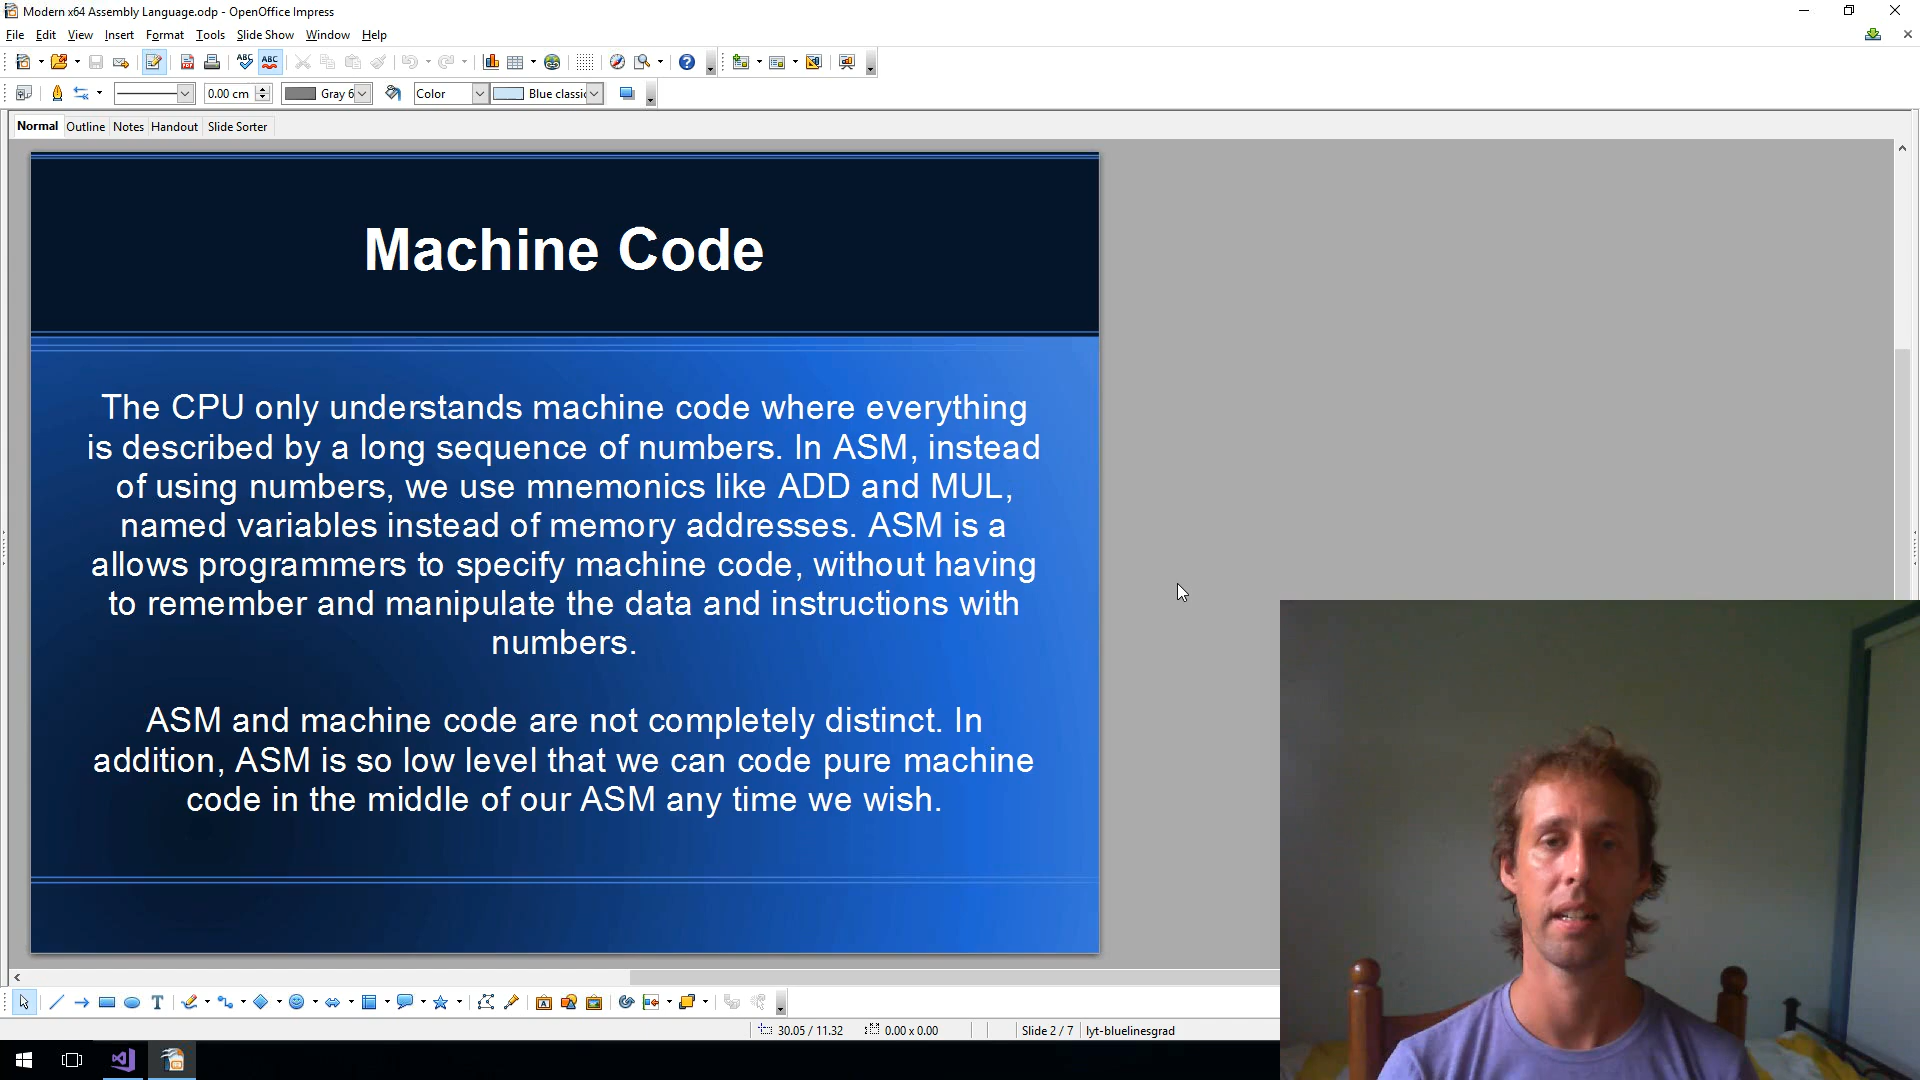 Modern x64 Assembly Language.odp - OpenOffice Impress
File Edit View Insert Format Tools Slide Show Window Help
0.00 cm Gray 6 Color Blue classic
Normal Outline Notes Handout Slide Sorter
Machine Code
The CPU only understands machine code where everything
is described by a long sequence of numbers. In ASM, instead
of using numbers, we use mnemonics like ADD and MUL,
named variables instead of memory addresses. ASM is a
allows programmers to specify machine code, without having
to remember and manipulate the data and instructions with
numbers.
ASM and machine code are not completely distinct. In
addition, ASM is so low level that we can code pure machine
code in the middle of our ASM any time we wish.
30.05 / 11.32 0.00 x 0.00 Slide 2 / 7 lyt-bluelinesgrad